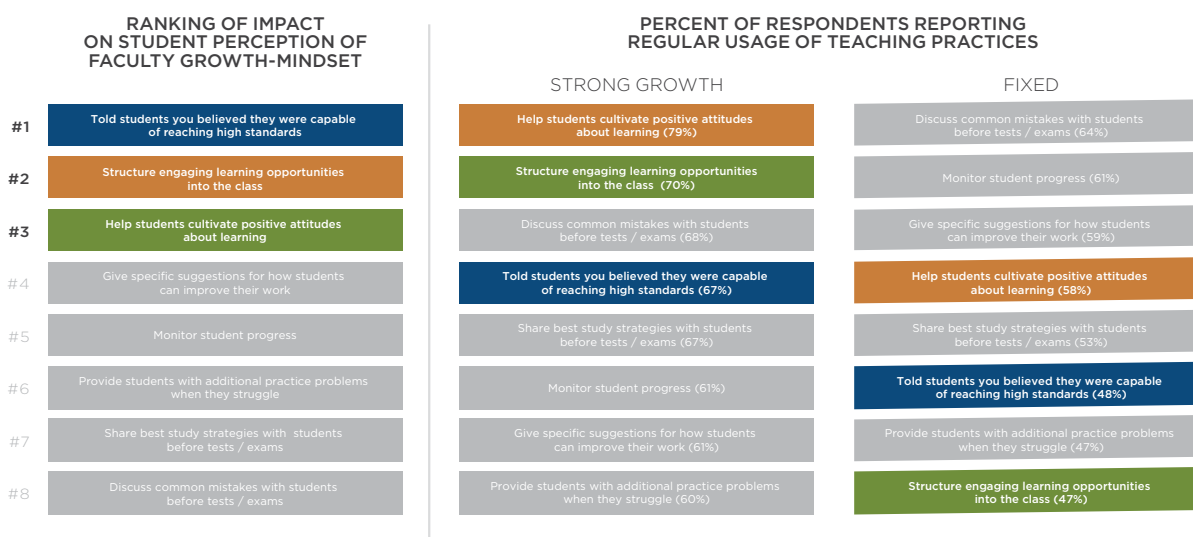 RANKING OF IMPACT
ON STUDENT PERCEPTION OF
FACULTY GROWTH-MINDSET
#1
Told students you believed they were capable
of reaching high standards
#2
Structure engaging learning opportunities
into the class
#3
Help students cultivate positive attitudes
about learning
#4
Give specific suggestions for how students
can improve their work
#5
Monitor student progress
#6
Provide students with additional practice problems
when they struggle
#7
Share best study strategies with students
before tests / exams
#8
Discuss common mistakes with students
before tests / exams
PERCENT OF RESPONDENTS REPORTING
REGULAR USAGE OF TEACHING PRACTICES
STRONG GROWTH
Help students cultivate positive attitudes
about learning (79%)
Structure engaging learning opportunities
into the class (70%)
Discuss common mistakes with students
before tests / exams (68%)
Told students you believed they were capable
of reaching high standards (67%)
Share best study strategies with students
before tests / exams (67%)
Monitor student progress (61%)
Give specific suggestions for how students
can improve their work (61%)
Provide students with additional practice problems
when they struggle (60%)
FIXED
Discuss common mistakes with students
before tests / exams (64%)
Monitor student progress (61%)
Give specific suggestions for how students
can improve their work (59%)
Help students cultivate positive attitudes
about learning (58%)
Share best study strategies with students
before tests / exams (53%)
Told students you believed they were capable
of reaching high standards (48%)
Provide students with additional practice problems
when they struggle (47%)
Structure engaging learning opportunities
into the class (47%)